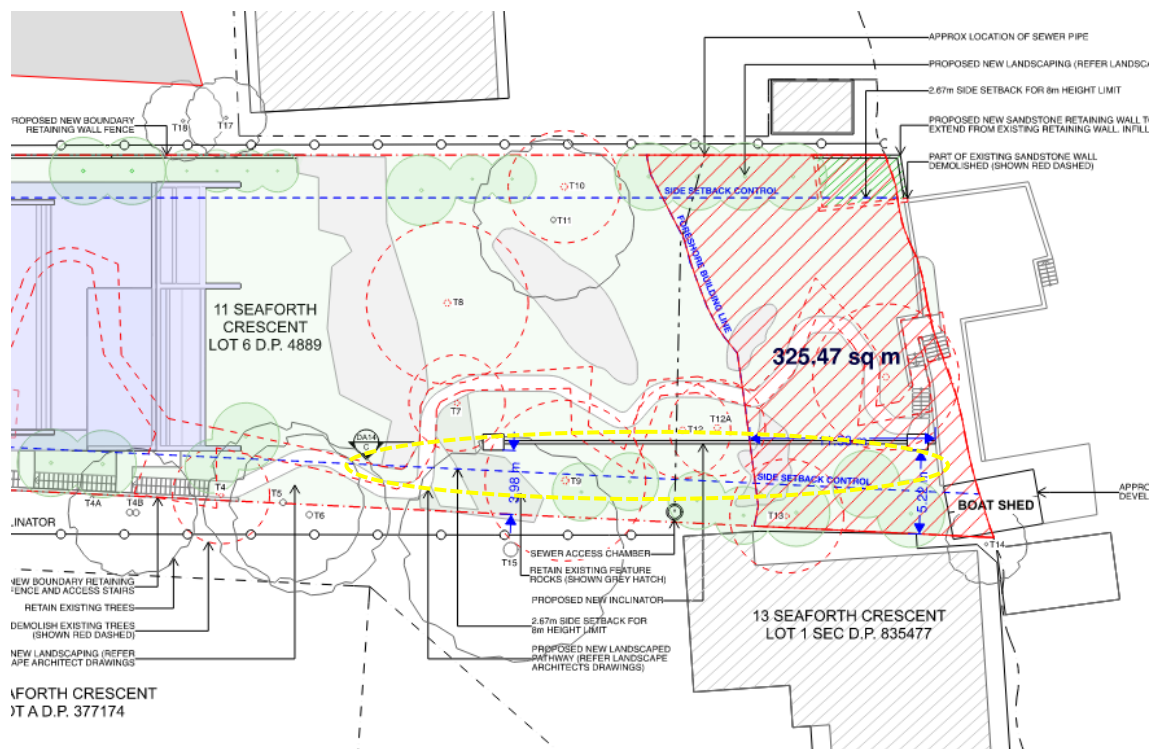 APPROX LOCATION OF SEWER PIPE
PROPOSED NEW LANDSCAPING (REFER LANDSCA
2.67m SIDE SETBACK FOR 8m HEIGHT LIMIT
PROPOSED NEW SANDSTONE RETAINING WALL TO
EXTEND FROM EXISTING RETAINING WALL. INFILL
PART OF EXISTING SANDSTONE WALL
DEMOLISHED (SHOWN RED DASHED)
PROPOSED NEW BOUNDARY
RETAINING WALL FENCE
T18
T17
T10
T11
SIDE SETBACK CONTROL
FORESHORE BUILDING LINE
T8
11 SEAFORTH
CRESCENT
LOT 6 D.P. 4889
325,47 sq m
T7
T12
T12A
DA14
C
3,98 m
T9
SIDE SETBACK CONTROL
5,22 m
BOAT SHED
APPRO
DEVEL
T4A
T4B
T4
T5
T6
T13
T14
T15
CLINATOR
SEWER ACCESS CHAMBER
RETAIN EXISTING FEATURE
ROCKS (SHOWN GREY HATCH)
PROPOSED NEW INCLINATOR
2.67m SIDE SETBACK FOR
8m HEIGHT LIMIT
PROPOSED NEW LANDSCAPED
PATHWAY (REFER LANDSCAPE
ARCHITECTS DRAWINGS)
NEW BOUNDARY RETAINING
FENCE AND ACCESS STAIRS
RETAIN EXISTING TREES
DEMOLISH EXISTING TREES
(SHOWN RED DASHED)
NEW LANDSCAPING (REFER
APE ARCHITECT DRAWINGS
13 SEAFORTH CRESCENT
LOT 1 SEC D.P. 835477
AFORTH CRESCENT
OT A D.P. 377174